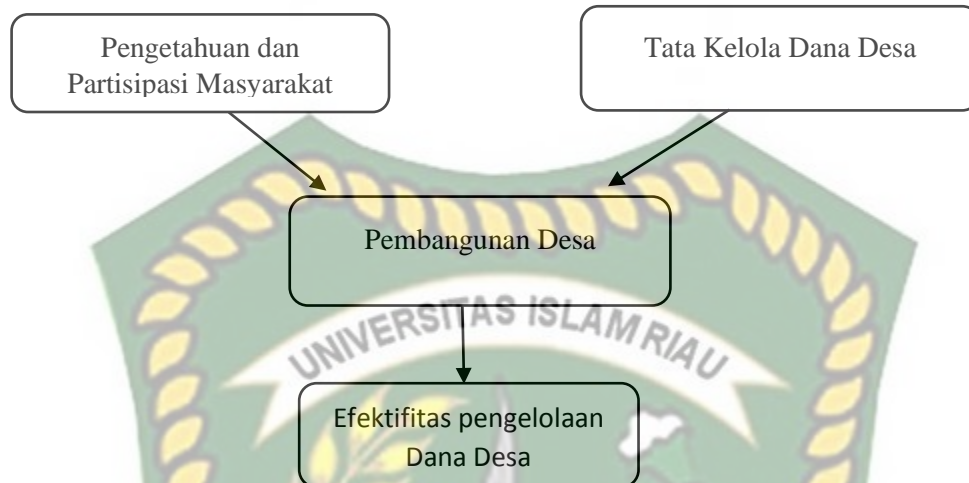 Pengetahuan dan
Partisipasi Masyarakat
Tata Kelola Dana Desa
Pembangunan Desa
UNIVERSITAS ISLAM RIAU
Efektifitas pengelolaan
Dana Desa